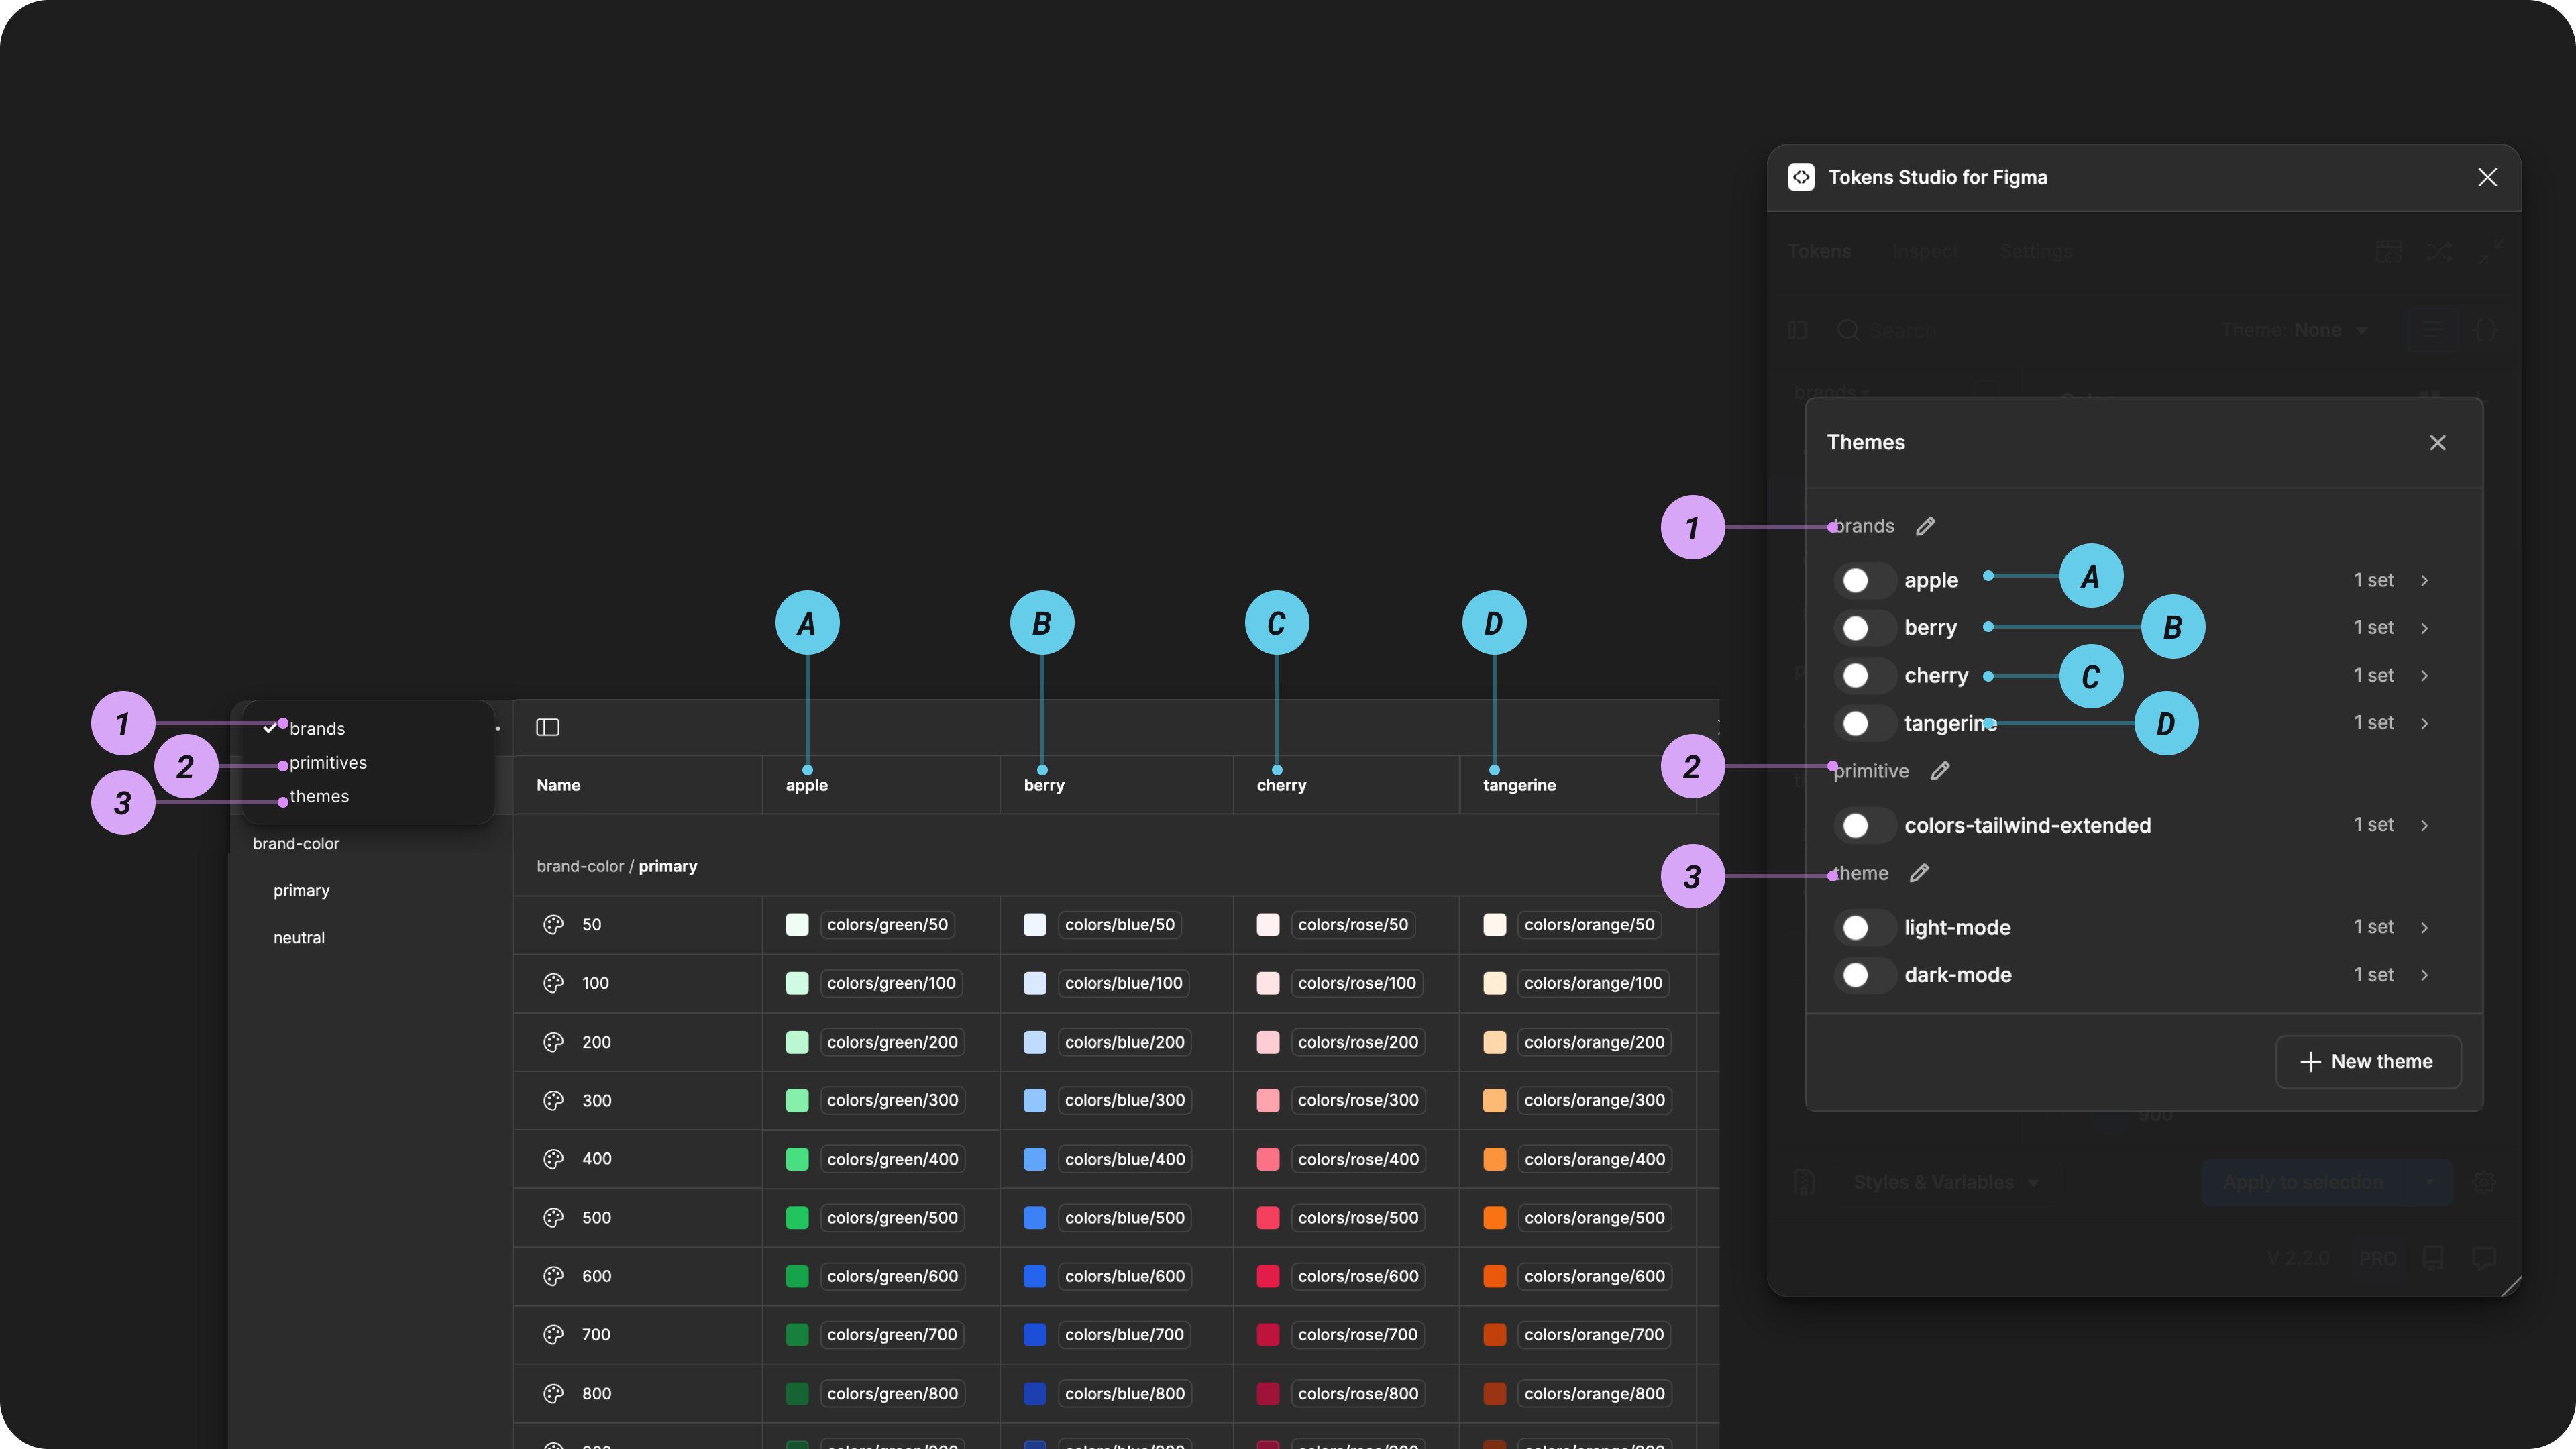 Tokens Studio for Figma
Tokens Inspect Settings
Search Theme: None
brands
Themes
1 brands
apple A 1 set
berry B 1 set
cherry C 1 set
tangerine D 1 set
2 primitive
colors-tailwind-extended 1 set
3 theme
light-mode 1 set
dark-mode 1 set
New theme
900
Styles & Variables Apply to selection
V 2.2.0 PRO
A B C D
1 brands
2 primitives
3 themes
brand-color
primary
neutral
Name apple berry cherry tangerine
brand-color / primary
50 colors/green/50 colors/blue/50 colors/rose/50 colors/orange/50
100 colors/green/100 colors/blue/100 colors/rose/100 colors/orange/100
200 colors/green/200 colors/blue/200 colors/rose/200 colors/orange/200
300 colors/green/300 colors/blue/300 colors/rose/300 colors/orange/300
400 colors/green/400 colors/blue/400 colors/rose/400 colors/orange/400
500 colors/green/500 colors/blue/500 colors/rose/500 colors/orange/500
600 colors/green/600 colors/blue/600 colors/rose/600 colors/orange/600
700 colors/green/700 colors/blue/700 colors/rose/700 colors/orange/700
800 colors/green/800 colors/blue/800 colors/rose/800 colors/orange/800